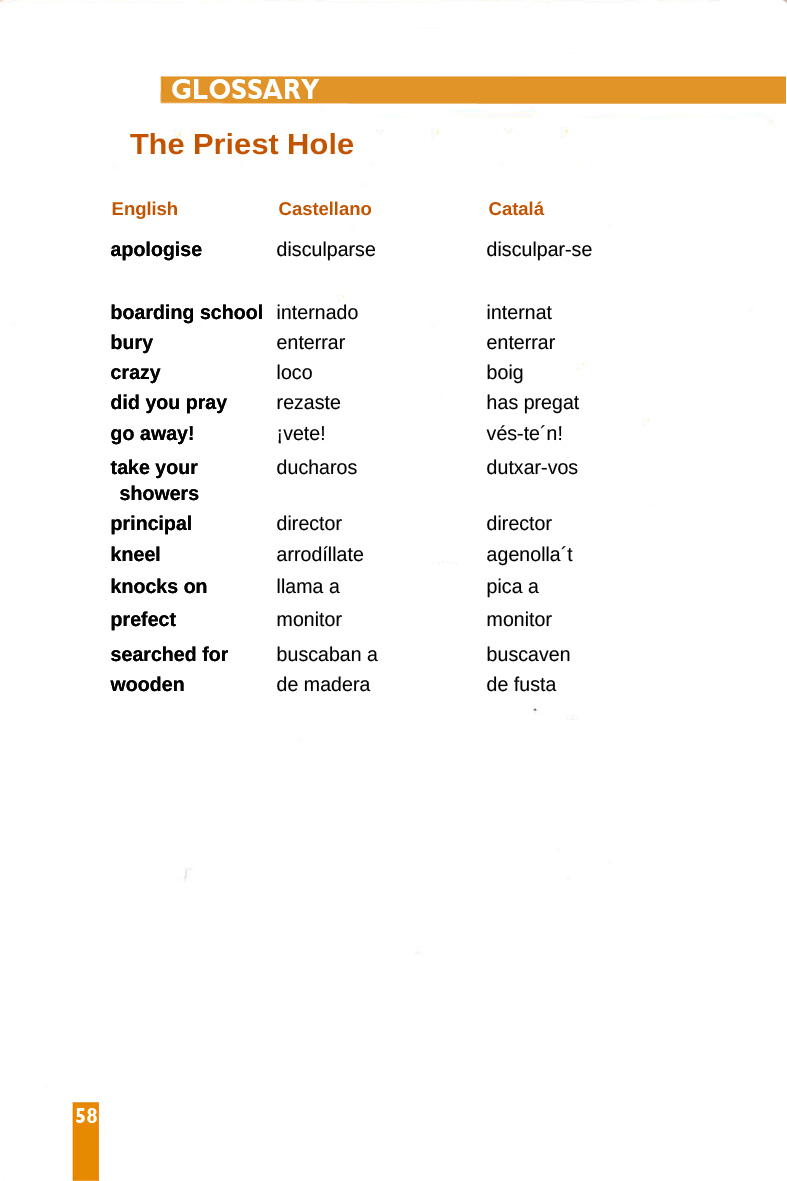 GLOSSARY
The Priest Hole
English Castellano Catalá
apologise disculparse disculpar-se
boarding school internado internat
bury enterrar enterrar
crazy loco boig
did you pray rezaste has pregat
go away! ¡vete! vés-te´n!
take your ducharos dutxar-vos
showers
principal director director
kneel arrodíllate agenolla´t
knocks on llama a pica a
prefect monitor monitor
searched for buscaban a buscaven
wooden de madera de fusta
58